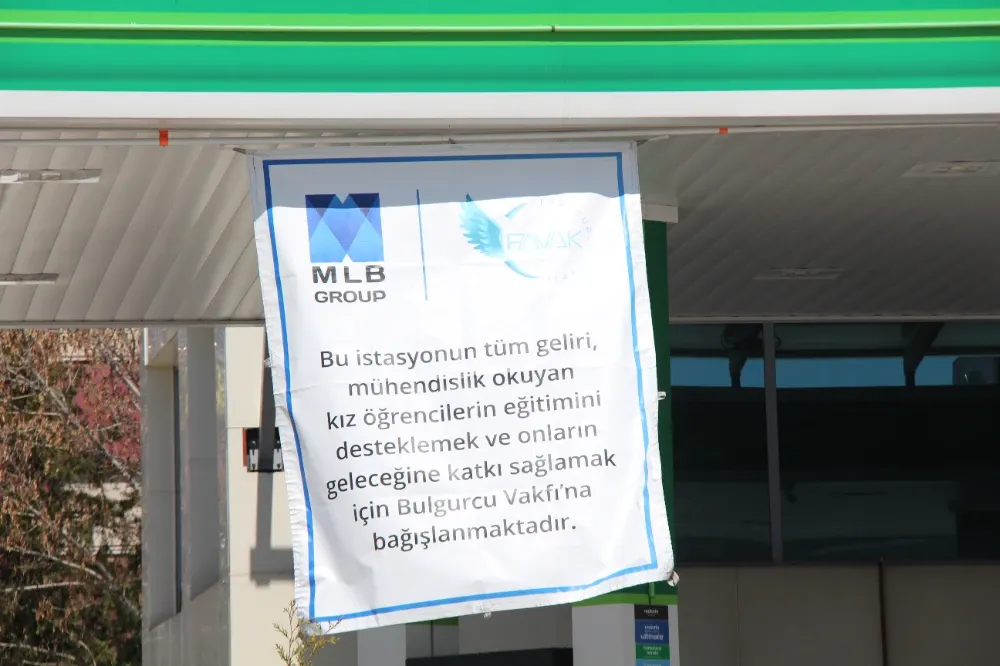 MLB
GROUP
Bu istasyonun tüm geliri,
mühendislik okuyan
kız öğrencilerin eğitimini
desteklemek ve onların
geleceğine katkı sağlamak
için Bulgurcu Vakfı'na
bağışlanmaktadır.